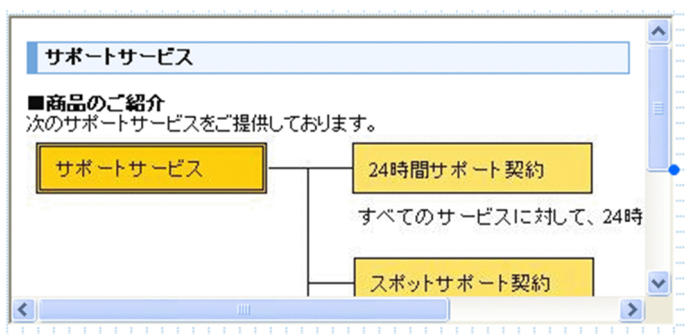 サポートサービス
■商品のご紹介
次のサポートサービスをご提供しております。
サポートサービス
24時間サポート契約
すべてのサービスに対して、24時
スポットサポート契約